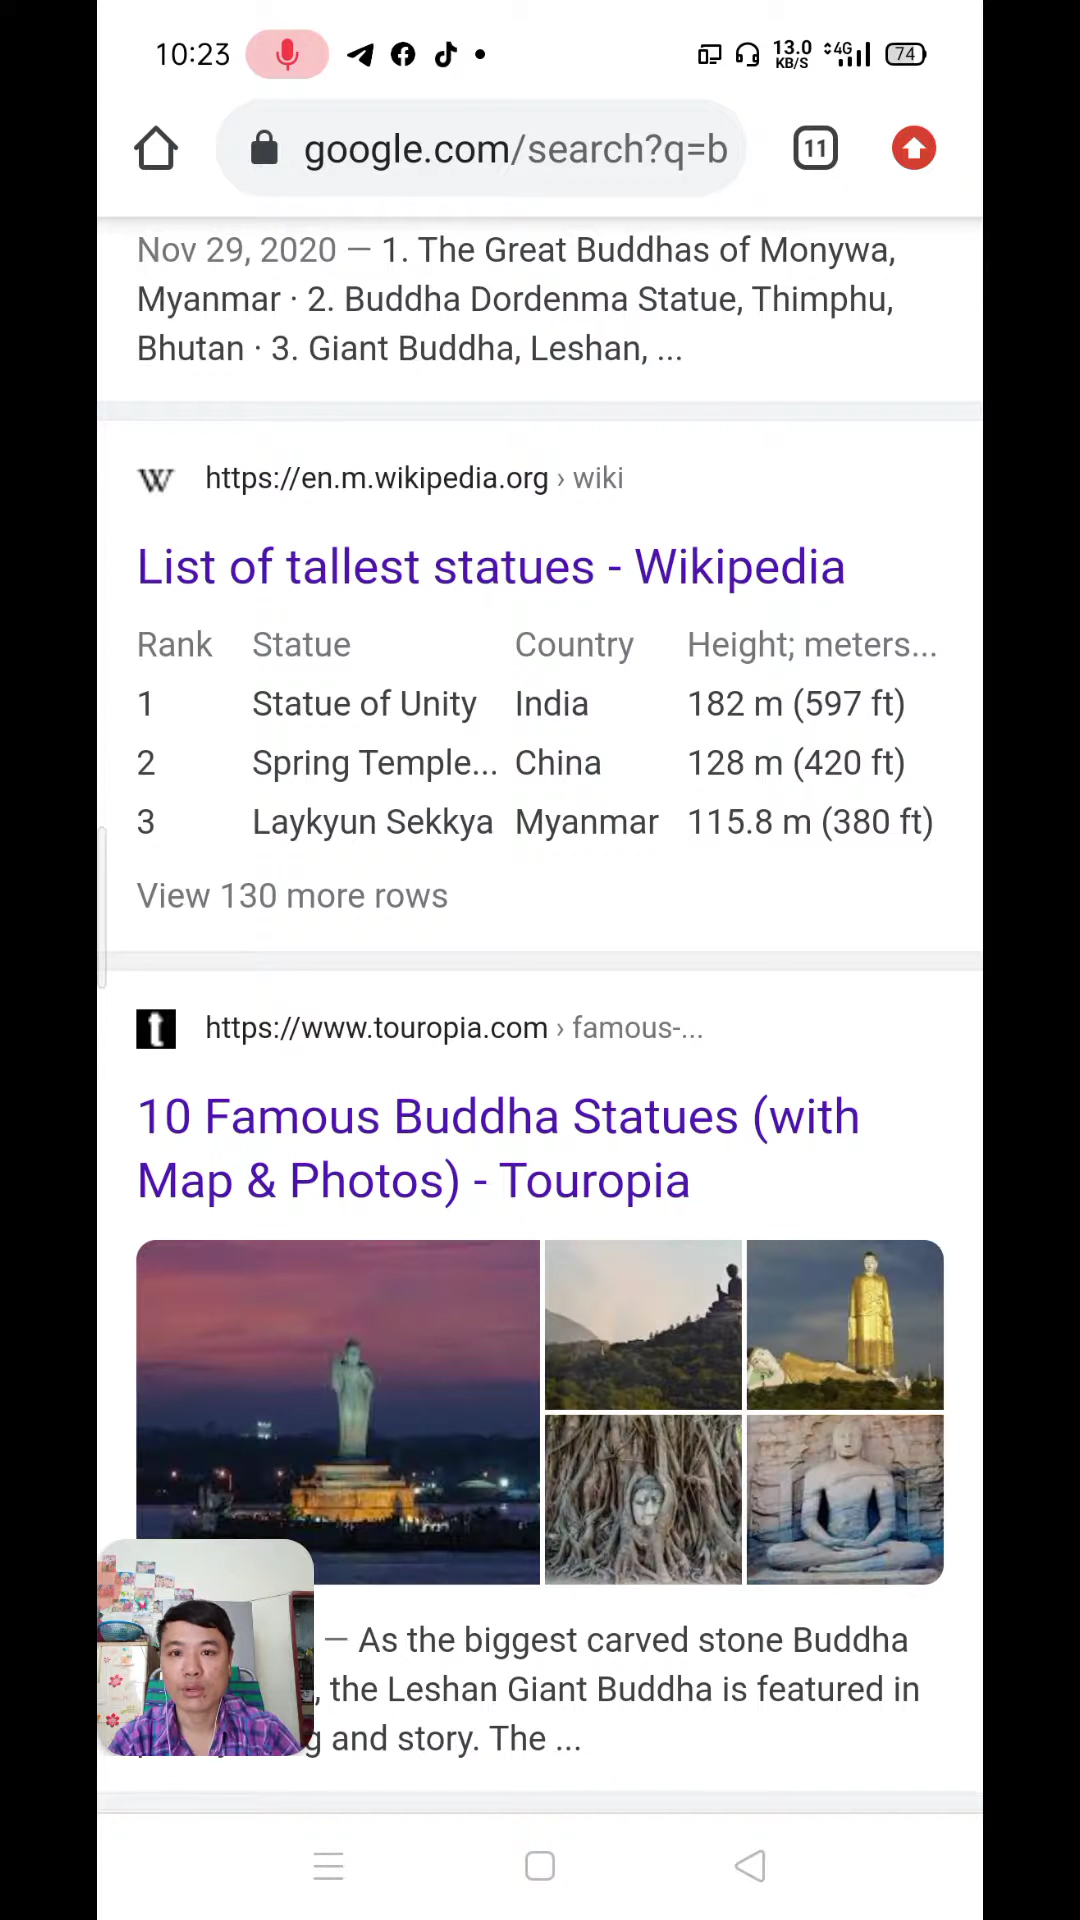 10:23
13.0
KB/S
4G
74
google.com/search?q=b
11
Nov 29, 2020 — 1. The Great Buddhas of Monywa,
Myanmar · 2. Buddha Dordenma Statue, Thimphu,
Bhutan · 3. Giant Buddha, Leshan, ...
W
https://en.m.wikipedia.org › wiki
List of tallest statues - Wikipedia
Rank Statue Country Height; meters...
1 Statue of Unity India 182 m (597 ft)
2 Spring Temple... China 128 m (420 ft)
3 Laykyun Sekkya Myanmar 115.8 m (380 ft)
View 130 more rows
t
https://www.touropia.com › famous-...
10 Famous Buddha Statues (with
Map & Photos) - Touropia
— As the biggest carved stone Buddha
, the Leshan Giant Buddha is featured in
g and story. The ...